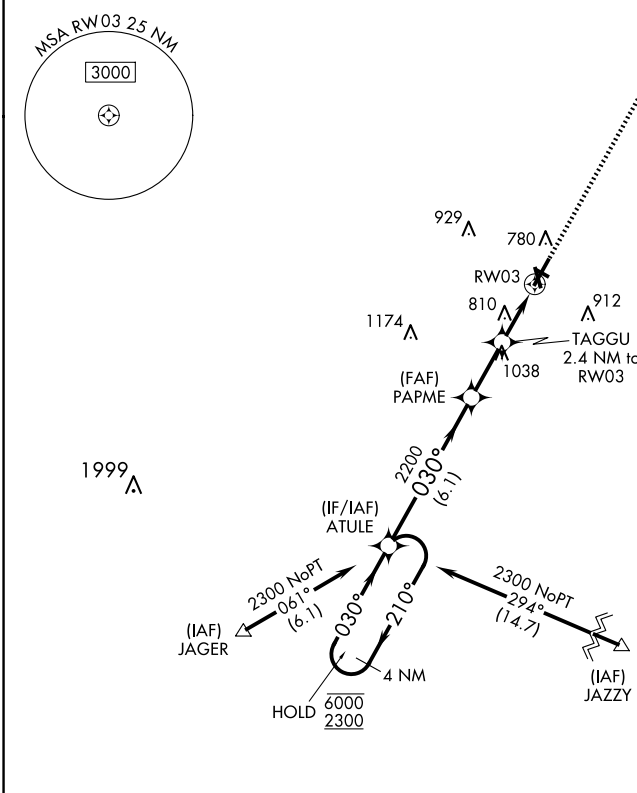 MSA RW03 25 NM
3000
929
780
RW03
810
912
1174
TAGGU
2.4 NM to
RW03
1038
(FAF)
PAPME
2200
030°
(6.1)
1999
(IF/IAF)
ATULE
2300 NoPT
061°
(6.1)
030°
210°
2300 NoPT
294°
(14.7)
(IAF)
JAGER
4 NM
(IAF)
JAZZY
HOLD
6000
2300